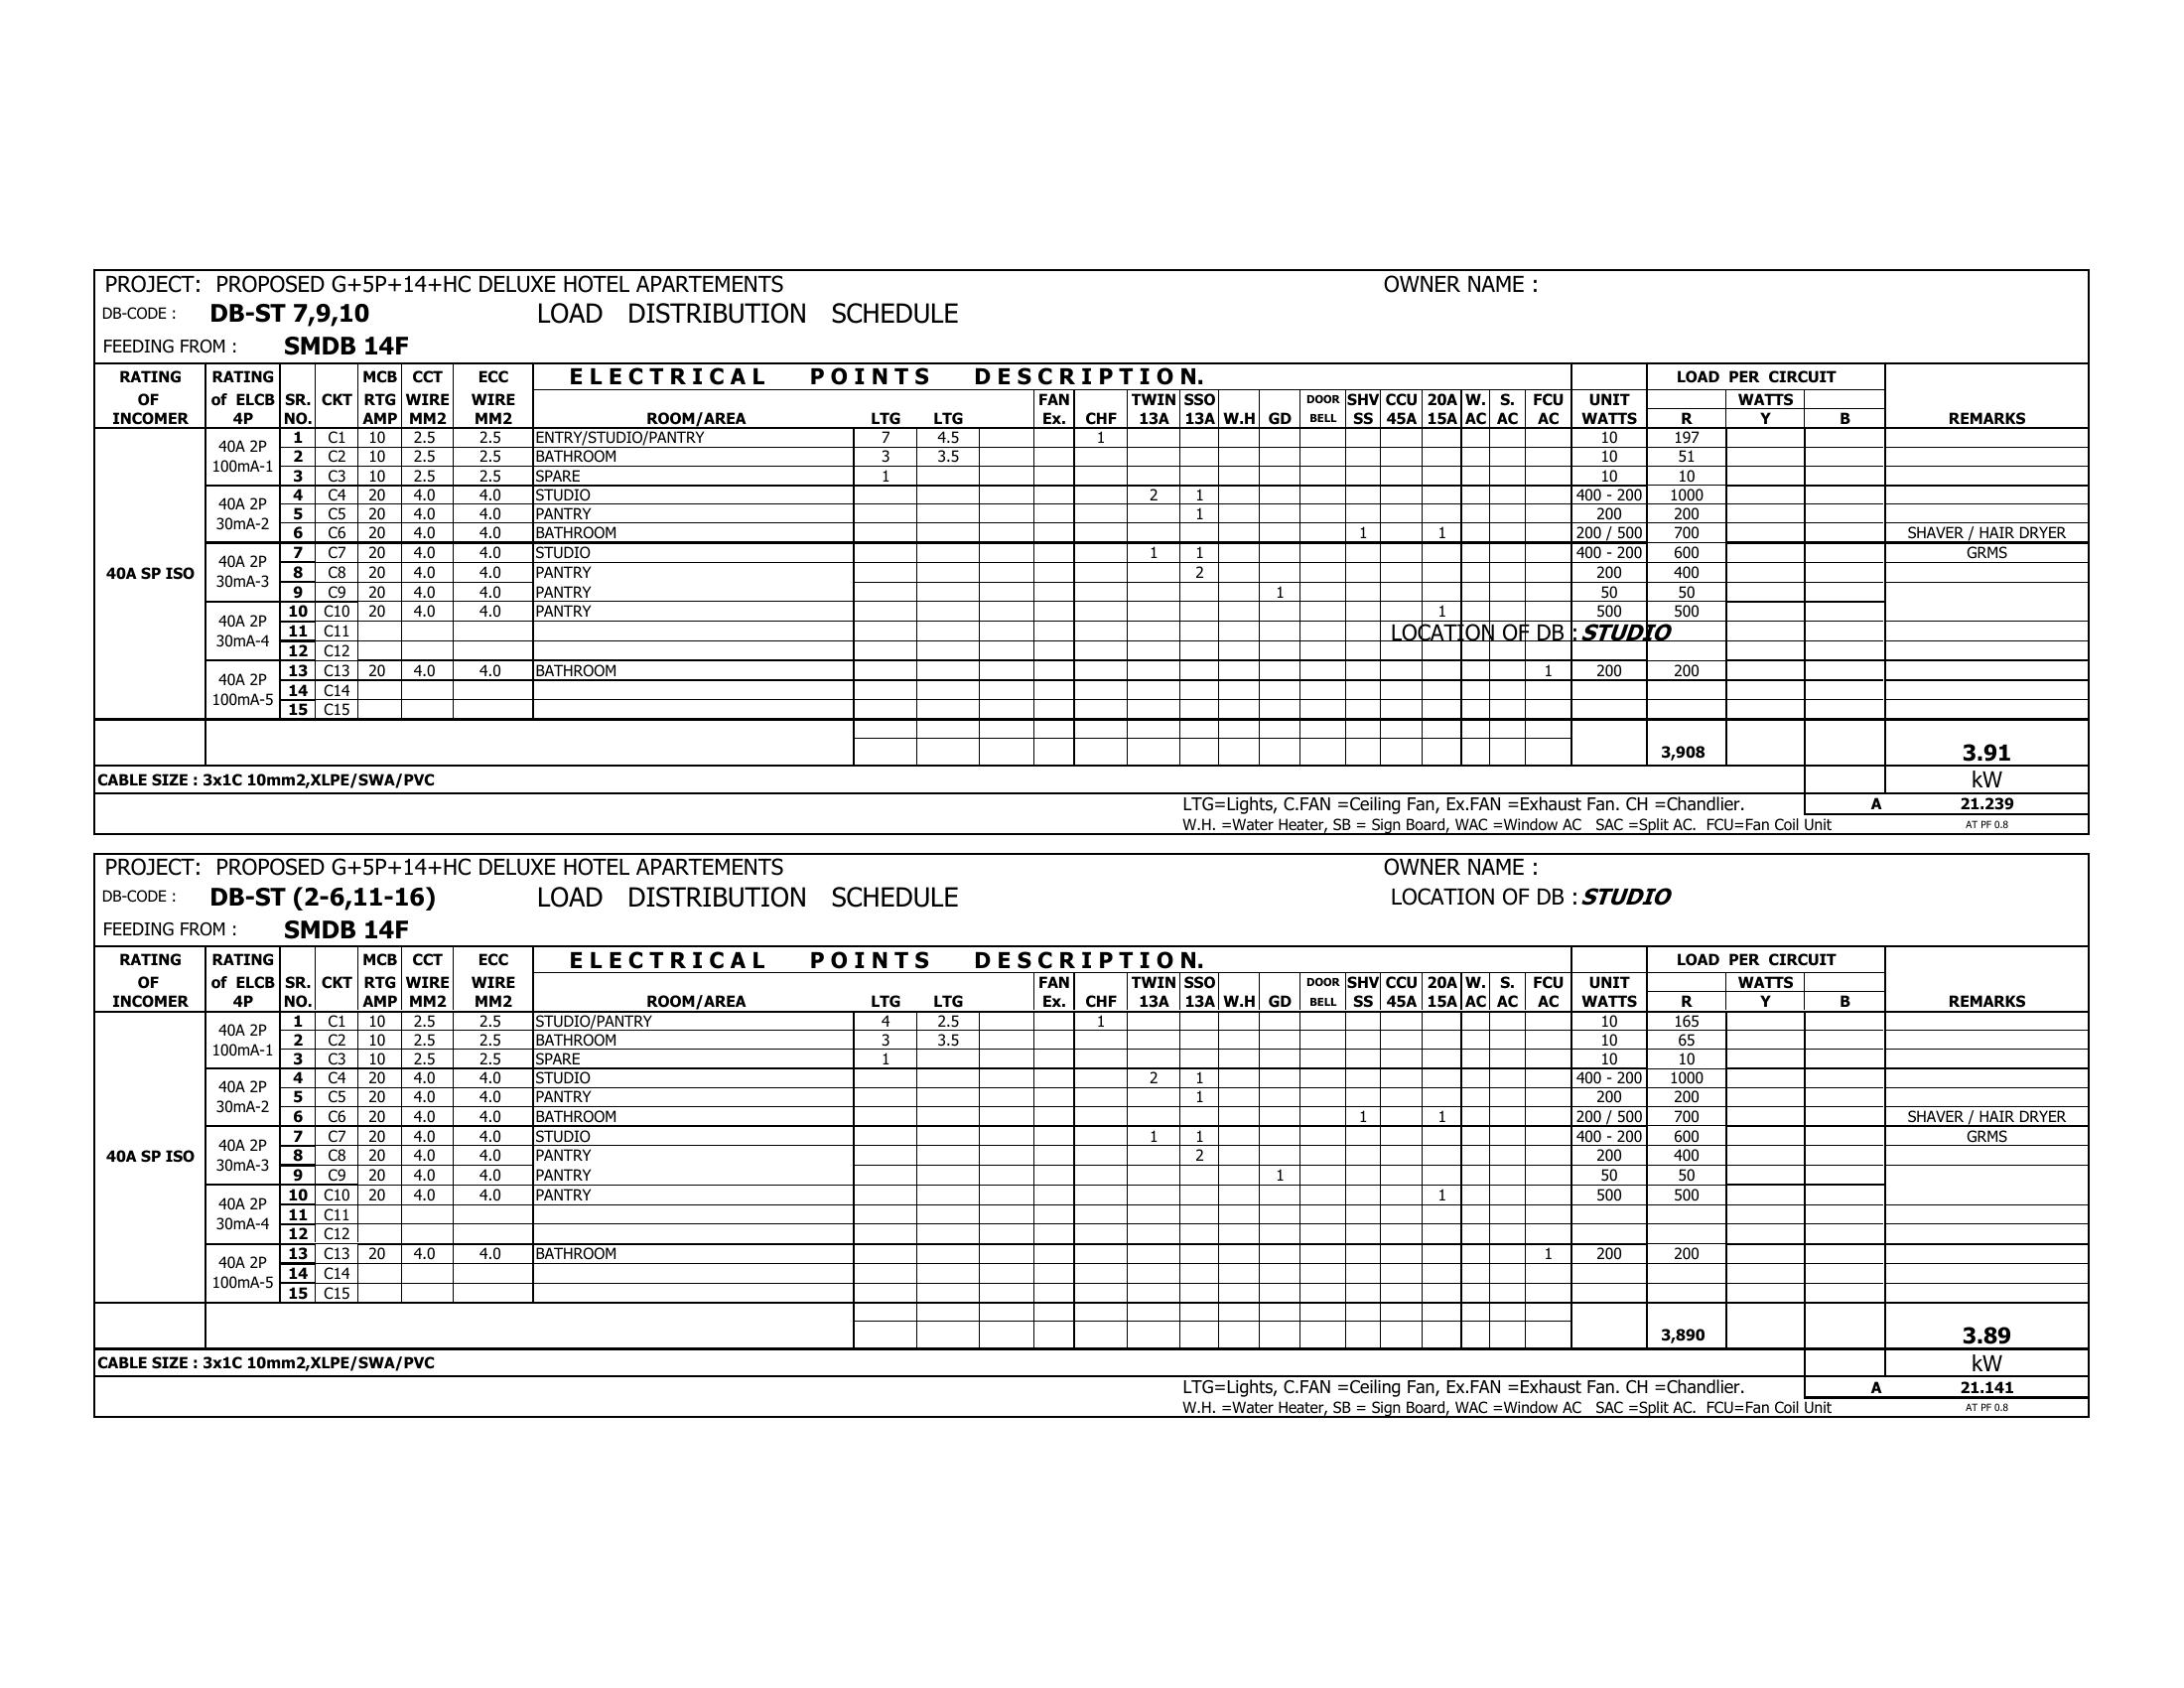 PROJECT: PROPOSED G+5P+14+HC DELUXE HOTEL APARTEMENTS OWNER NAME :
DB-CODE : DB-ST 7,9,10 LOAD DISTRIBUTION SCHEDULE
FEEDING FROM : SMDB 14F
RATING RATING MCB CCT ECC ELECTRICAL POINTS DESCRIPTION. LOAD PER CIRCUIT
OF of ELCB SR. CKT RTG WIRE WIRE FAN TWIN SSO DOOR SHV CCU 20A W. S. FCU UNIT WATTS
INCOMER 4P NO. AMP MM2 MM2 ROOM/AREA LTG LTG Ex. CHF 13A 13A W.H GD BELL SS 45A 15A AC AC AC WATTS R Y B REMARKS
40A 2P
100mA-1
1 C1 10 2.5 2.5 ENTRY/STUDIO/PANTRY 7 4.5 1 10 197
2 C2 10 2.5 2.5 BATHROOM 3 3.5 10 51
3 C3 10 2.5 2.5 SPARE 1 10 10
40A 2P
30mA-2
4 C4 20 4.0 4.0 STUDIO 2 1 400 - 200 1000
5 C5 20 4.0 4.0 PANTRY 1 200 200
6 C6 20 4.0 4.0 BATHROOM 1 1 200 / 500 700 SHAVER / HAIR DRYER
40A SP ISO
40A 2P
30mA-3
7 C7 20 4.0 4.0 STUDIO 1 1 400 - 200 600 GRMS
8 C8 20 4.0 4.0 PANTRY 2 200 400
9 C9 20 4.0 4.0 PANTRY 1 50 50
40A 2P
30mA-4
10 C10 20 4.0 4.0 PANTRY 1 500 500
11 C11 LOCATION OF DB : STUDIO
12 C12
40A 2P
100mA-5
13 C13 20 4.0 4.0 BATHROOM 1 200 200
14 C14
15 C15
3,908 3.91
CABLE SIZE : 3x1C 10mm2,XLPE/SWA/PVC kW
LTG=Lights, C.FAN =Ceiling Fan, Ex.FAN =Exhaust Fan. CH =Chandlier. A 21.239
W.H. =Water Heater, SB = Sign Board, WAC =Window AC SAC =Split AC. FCU=Fan Coil Unit AT PF 0.8
PROJECT: PROPOSED G+5P+14+HC DELUXE HOTEL APARTEMENTS OWNER NAME :
DB-CODE : DB-ST (2-6,11-16) LOAD DISTRIBUTION SCHEDULE LOCATION OF DB : STUDIO
FEEDING FROM : SMDB 14F
RATING RATING MCB CCT ECC ELECTRICAL POINTS DESCRIPTION. LOAD PER CIRCUIT
OF of ELCB SR. CKT RTG WIRE WIRE FAN TWIN SSO DOOR SHV CCU 20A W. S. FCU UNIT WATTS
INCOMER 4P NO. AMP MM2 MM2 ROOM/AREA LTG LTG Ex. CHF 13A 13A W.H GD BELL SS 45A 15A AC AC AC WATTS R Y B REMARKS
40A 2P
100mA-1
1 C1 10 2.5 2.5 STUDIO/PANTRY 4 2.5 1 10 165
2 C2 10 2.5 2.5 BATHROOM 3 3.5 10 65
3 C3 10 2.5 2.5 SPARE 1 10 10
40A 2P
30mA-2
4 C4 20 4.0 4.0 STUDIO 2 1 400 - 200 1000
5 C5 20 4.0 4.0 PANTRY 1 200 200
6 C6 20 4.0 4.0 BATHROOM 1 1 200 / 500 700 SHAVER / HAIR DRYER
40A SP ISO
40A 2P
30mA-3
7 C7 20 4.0 4.0 STUDIO 1 1 400 - 200 600 GRMS
8 C8 20 4.0 4.0 PANTRY 2 200 400
9 C9 20 4.0 4.0 PANTRY 1 50 50
40A 2P
30mA-4
10 C10 20 4.0 4.0 PANTRY 1 500 500
11 C11
12 C12
40A 2P
100mA-5
13 C13 20 4.0 4.0 BATHROOM 1 200 200
14 C14
15 C15
3,890 3.89
CABLE SIZE : 3x1C 10mm2,XLPE/SWA/PVC kW
LTG=Lights, C.FAN =Ceiling Fan, Ex.FAN =Exhaust Fan. CH =Chandlier. A 21.141
W.H. =Water Heater, SB = Sign Board, WAC =Window AC SAC =Split AC. FCU=Fan Coil Unit AT PF 0.8